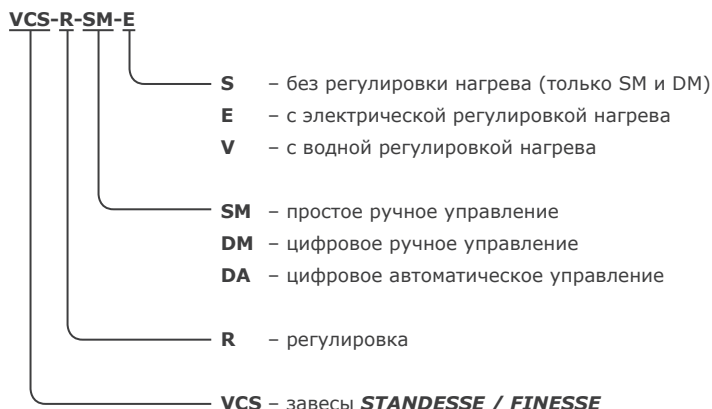 VCS-R-SM-E
S – без регулировки нагрева (только SM и DM)
E – с электрической регулировкой нагрева
V – с водной регулировкой нагрева
SM – простое ручное управление
DM – цифровое ручное управление
DA – цифровое автоматическое управление
R – регулировка
VCS – завесы STANDESSE / FINESSE